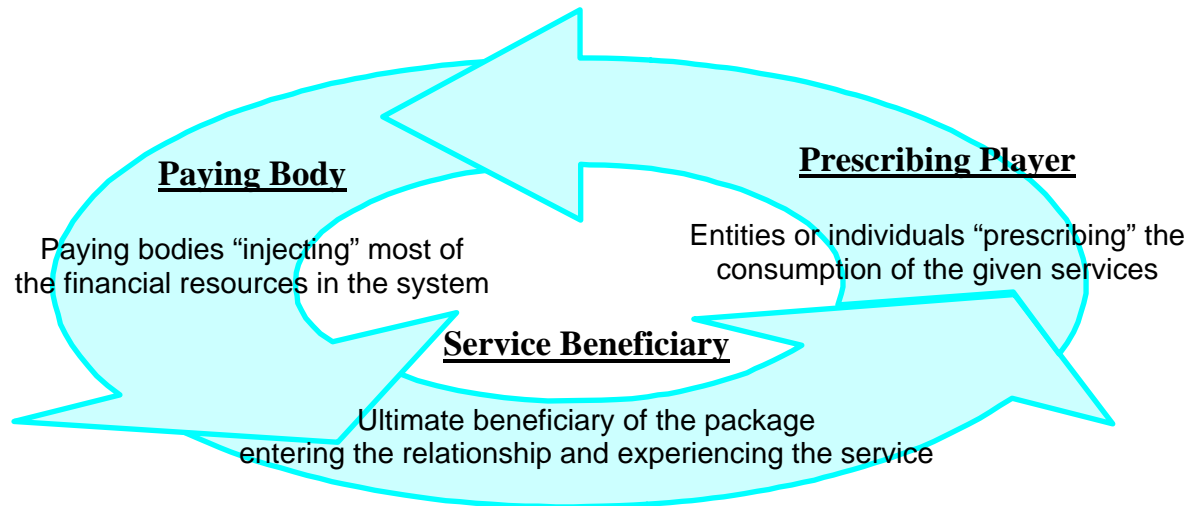 Paying Body
Paying bodies “injecting” most of
the financial resources in the system
Prescribing Player
Entities or individuals “prescribing” the
consumption of the given services
Service Beneficiary
Ultimate beneficiary of the package
entering the relationship and experiencing the service